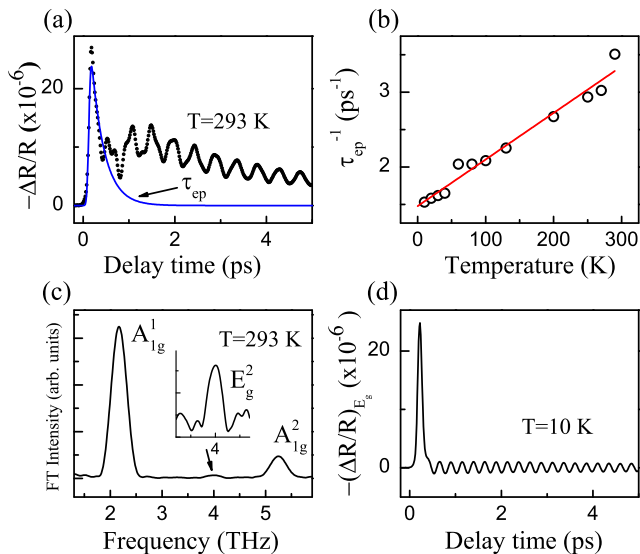 (a)
−ΔR/R (x10⁻⁶)
20
0
T=293 K
τep
0 2 4
Delay time (ps)
(b)
τep⁻¹ (ps⁻¹)
3
2
0 100 200 300
Temperature (K)
(c)
FT Intensity (arb. units)
A¹1g
T=293 K
E²g
4
A²1g
2 3 4 5
Frequency (THz)
(d)
−(ΔR/R)Eg (x10⁻⁶)
20
0
T=10 K
0 2 4
Delay time (ps)